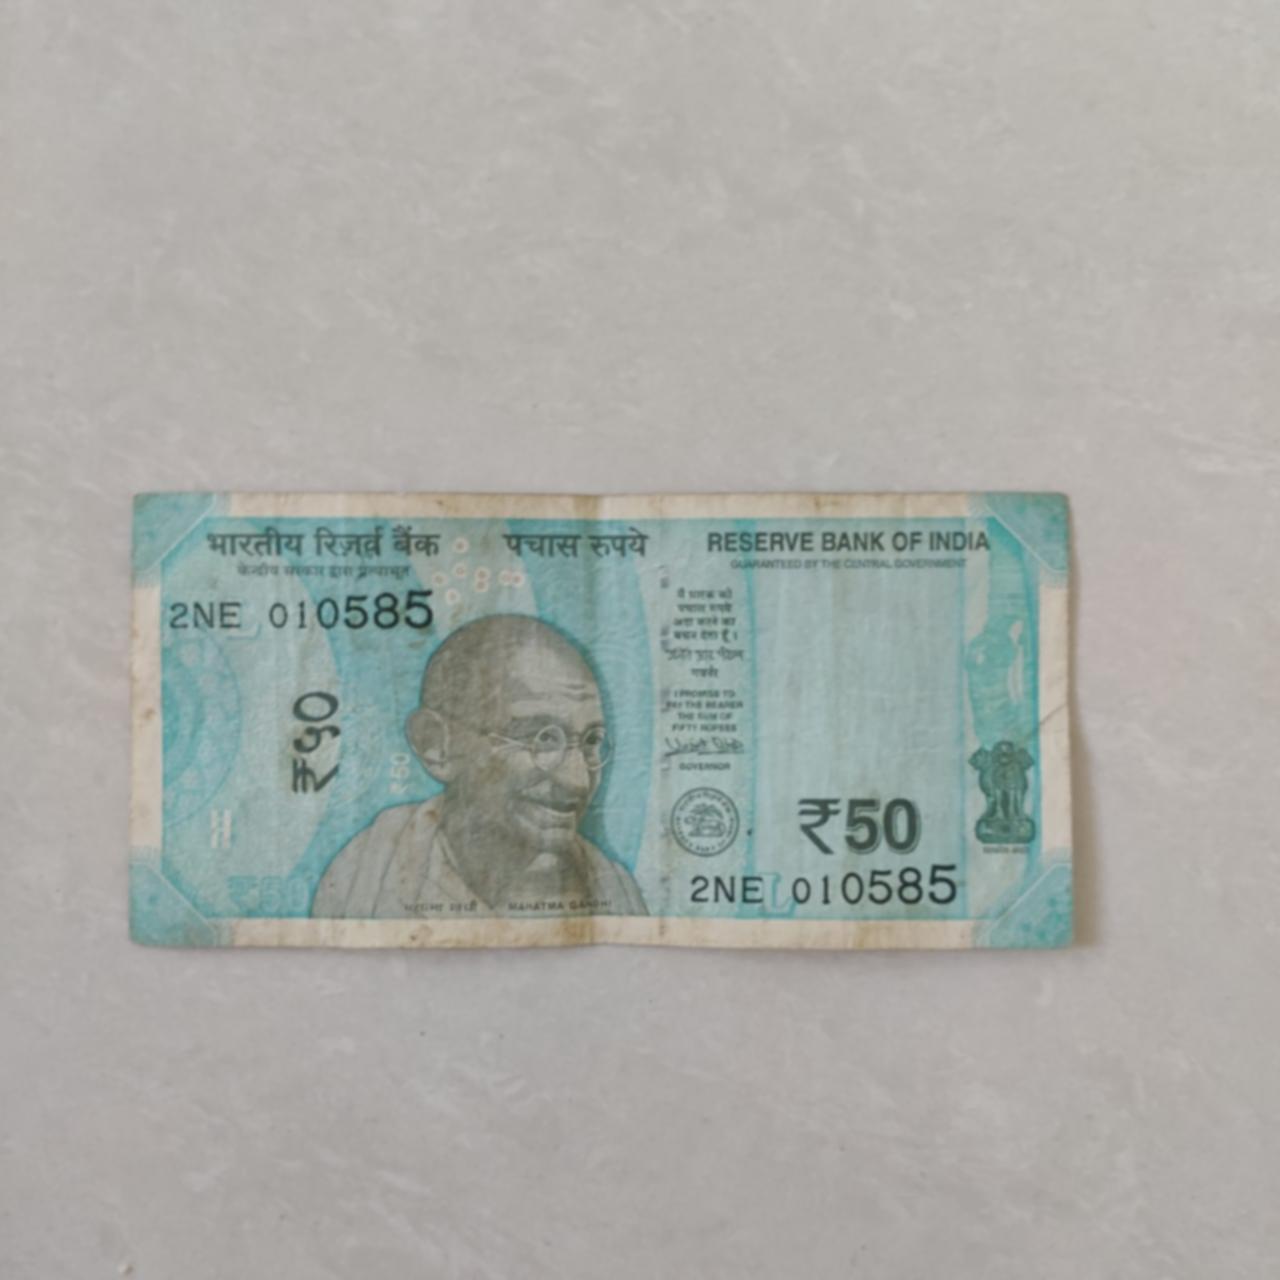 भारतीय रिज़र्व बैंक
केन्द्रीय सरकार द्वारा प्रत्याभूत
2NE 010585
₹५०
₹50
₹50
पचास रुपये
मैं धारक को
पचास रुपये
अदा करने का
वचन देता हूँ।
गवर्नर
I PROMISE TO
PAY THE BEARER
THE SUM OF
FIFTY RUPEES
GOVERNOR
RESERVE BANK OF INDIA
GUARANTEED BY THE CENTRAL GOVERNMENT
₹50
2NE 010585
L
महात्मा गांधी MAHATMA GANDHI